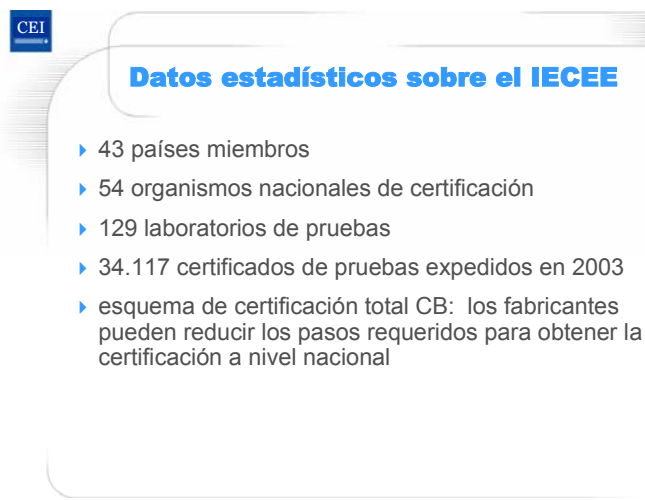 CEI
Datos estadísticos sobre el IECEE
43 países miembros
54 organismos nacionales de certificación
129 laboratorios de pruebas
34.117 certificados de pruebas expedidos en 2003
esquema de certificación total CB: los fabricantes
pueden reducir los pasos requeridos para obtener la
certificación a nivel nacional